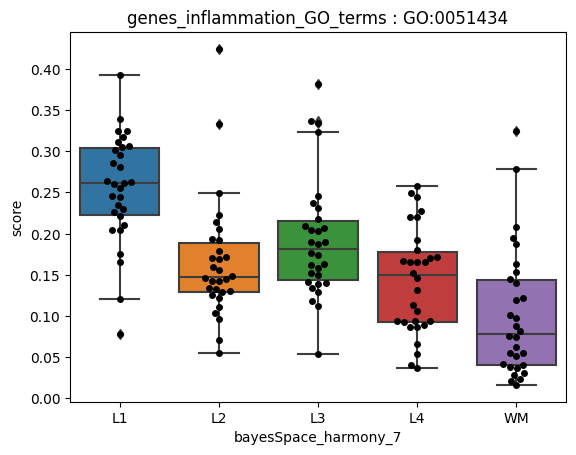 genes_inflammation_GO_terms : GO:0051434
0.40
0.35
0.30
0.25
0.20
0.15
0.10
0.05
0.00
score
L1 L2 L3 L4 WM
bayesSpace_harmony_7